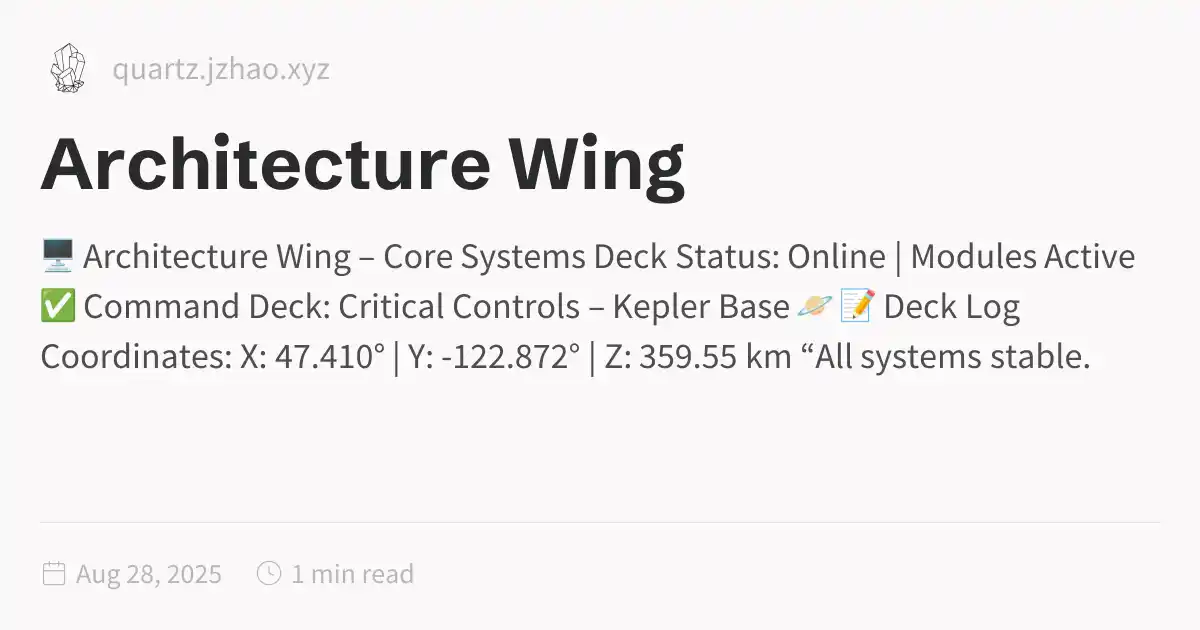 quartz.jzhao.xyz
Architecture Wing
🖥️ Architecture Wing – Core Systems Deck Status: Online | Modules Active
✅ Command Deck: Critical Controls – Kepler Base 🪐 📝 Deck Log
Coordinates: X: 47.410° | Y: -122.872° | Z: 359.55 km “All systems stable.
Aug 28, 2025 1 min read